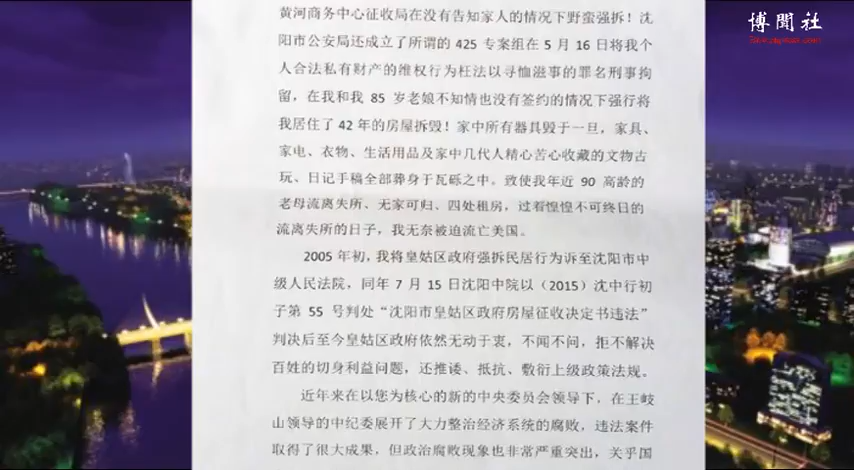 博聞社
黄河商务中心征收局在没有告知家人的情况下野蛮强拆！沈
阳市公安局还成立了所谓的 425 专案组在 5 月 16 日将我个
人合法私有财产的维权行为枉法以寻恤滋事的罪名刑事拘
留，在我和我 85 岁老娘不知情也没有签约的情况下强行将
我居住了 42 年的房屋拆毁！家中所有器具毁于一旦，家具、
家电、衣物、生活用品及家中几代人精心苦心收藏的文物古
玩、日记手稿全部葬身于瓦砾之中。致使我年近 90 高龄的
老母流离失所、无家可归、四处租房，过着惶惶不可终日的
流离失所的日子，我无奈被迫流亡美国。
2005 年初，我将皇姑区政府强拆民居行为诉至沈阳市中
级人民法院，同年 7 月 15 日沈阳中院以（2015）沈中行初
子第 55 号判处“沈阳市皇姑区政府房屋征收决定书违法”
判决后至今皇姑区政府依然无动于衷，不闻不问，拒不解决
百姓的切身利益问题，还推诿、抵抗、敷衍上级政策法规。
近年来在以您为核心的新的中央委员会领导下，在王岐
山领导的中纪委展开了大力整治经济系统的腐败，违法案件
取得了很大成果，但政治腐败现象也非常严重突出，关乎国